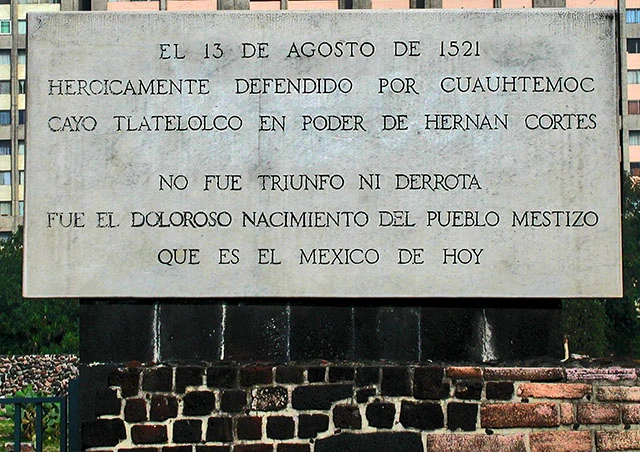 EL 13 DE AGOSTO DE 1521
HEROICAMENTE DEFENDIDO POR CUAUHTEMOC
CAYO TLATELOLCO EN PODER DE HERNAN CORTES
NO FUE TRIUNFO NI DERROTA
FUE EL DOLOROSO NACIMIENTO DEL PUEBLO MESTIZO
QUE ES EL MEXICO DE HOY